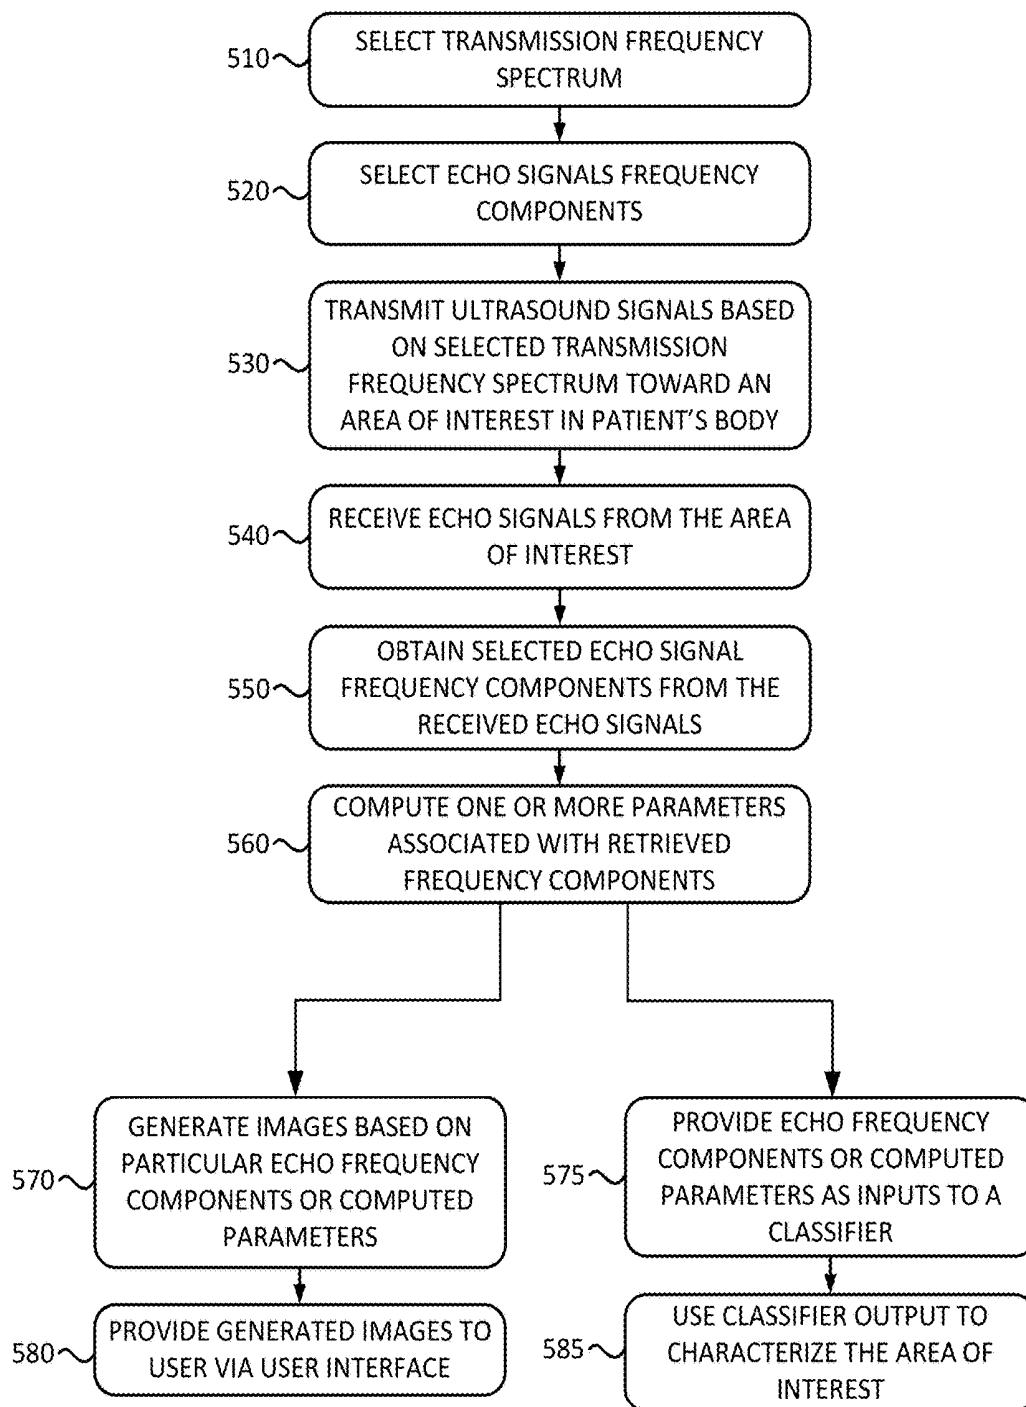 SELECT TRANSMISSION FREQUENCY
SPECTRUM
510
SELECT ECHO SIGNALS FREQUENCY
COMPONENTS
520
TRANSMIT ULTRASOUND SIGNALS BASED
ON SELECTED TRANSMISSION
FREQUENCY SPECTRUM TOWARD AN
AREA OF INTEREST IN PATIENT'S BODY
530
RECEIVE ECHO SIGNALS FROM THE AREA
OF INTEREST
540
OBTAIN SELECTED ECHO SIGNAL
FREQUENCY COMPONENTS FROM THE
RECEIVED ECHO SIGNALS
550
COMPUTE ONE OR MORE PARAMETERS
ASSOCIATED WITH RETRIEVED
FREQUENCY COMPONENTS
560
GENERATE IMAGES BASED ON
PARTICULAR ECHO FREQUENCY
COMPONENTS OR COMPUTED
PARAMETERS
570
PROVIDE GENERATED IMAGES TO
USER VIA USER INTERFACE
580
PROVIDE ECHO FREQUENCY
COMPONENTS OR COMPUTED
PARAMETERS AS INPUTS TO A
CLASSIFIER
575
USE CLASSIFIER OUTPUT TO
CHARACTERIZE THE AREA OF
INTEREST
585